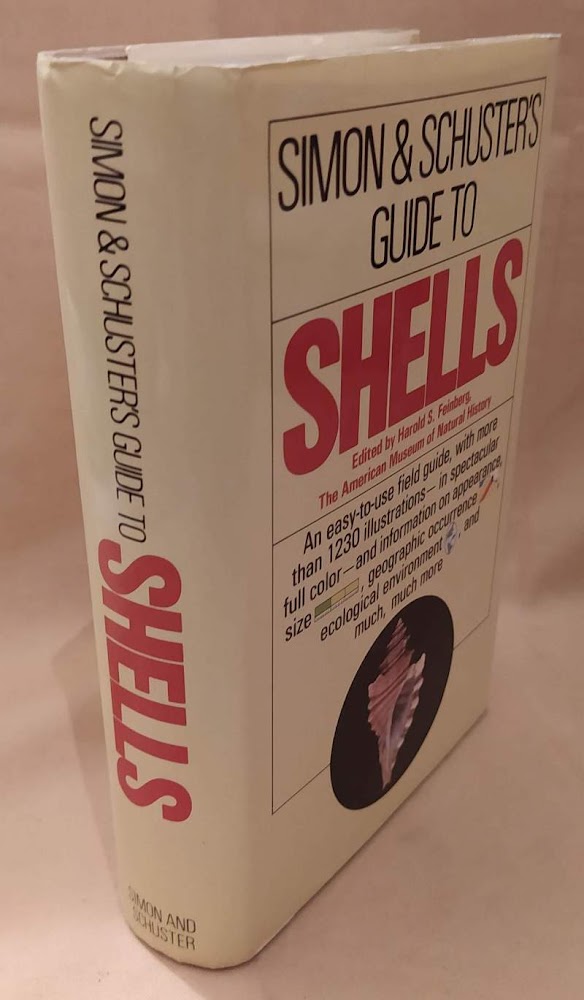 SIMON & SCHUSTER'S GUIDE TO
SHELLS
SIMON AND
SCHUSTER
SIMON & SCHUSTER'S
GUIDE TO
SHELLS
Edited by Harold S. Feinberg,
The American Museum of Natural History
An easy-to-use field guide, with more
than 1230 illustrations—in spectacular
full color—and information on appearance,
size , geographic occurrence
ecological environment , and
much, much more